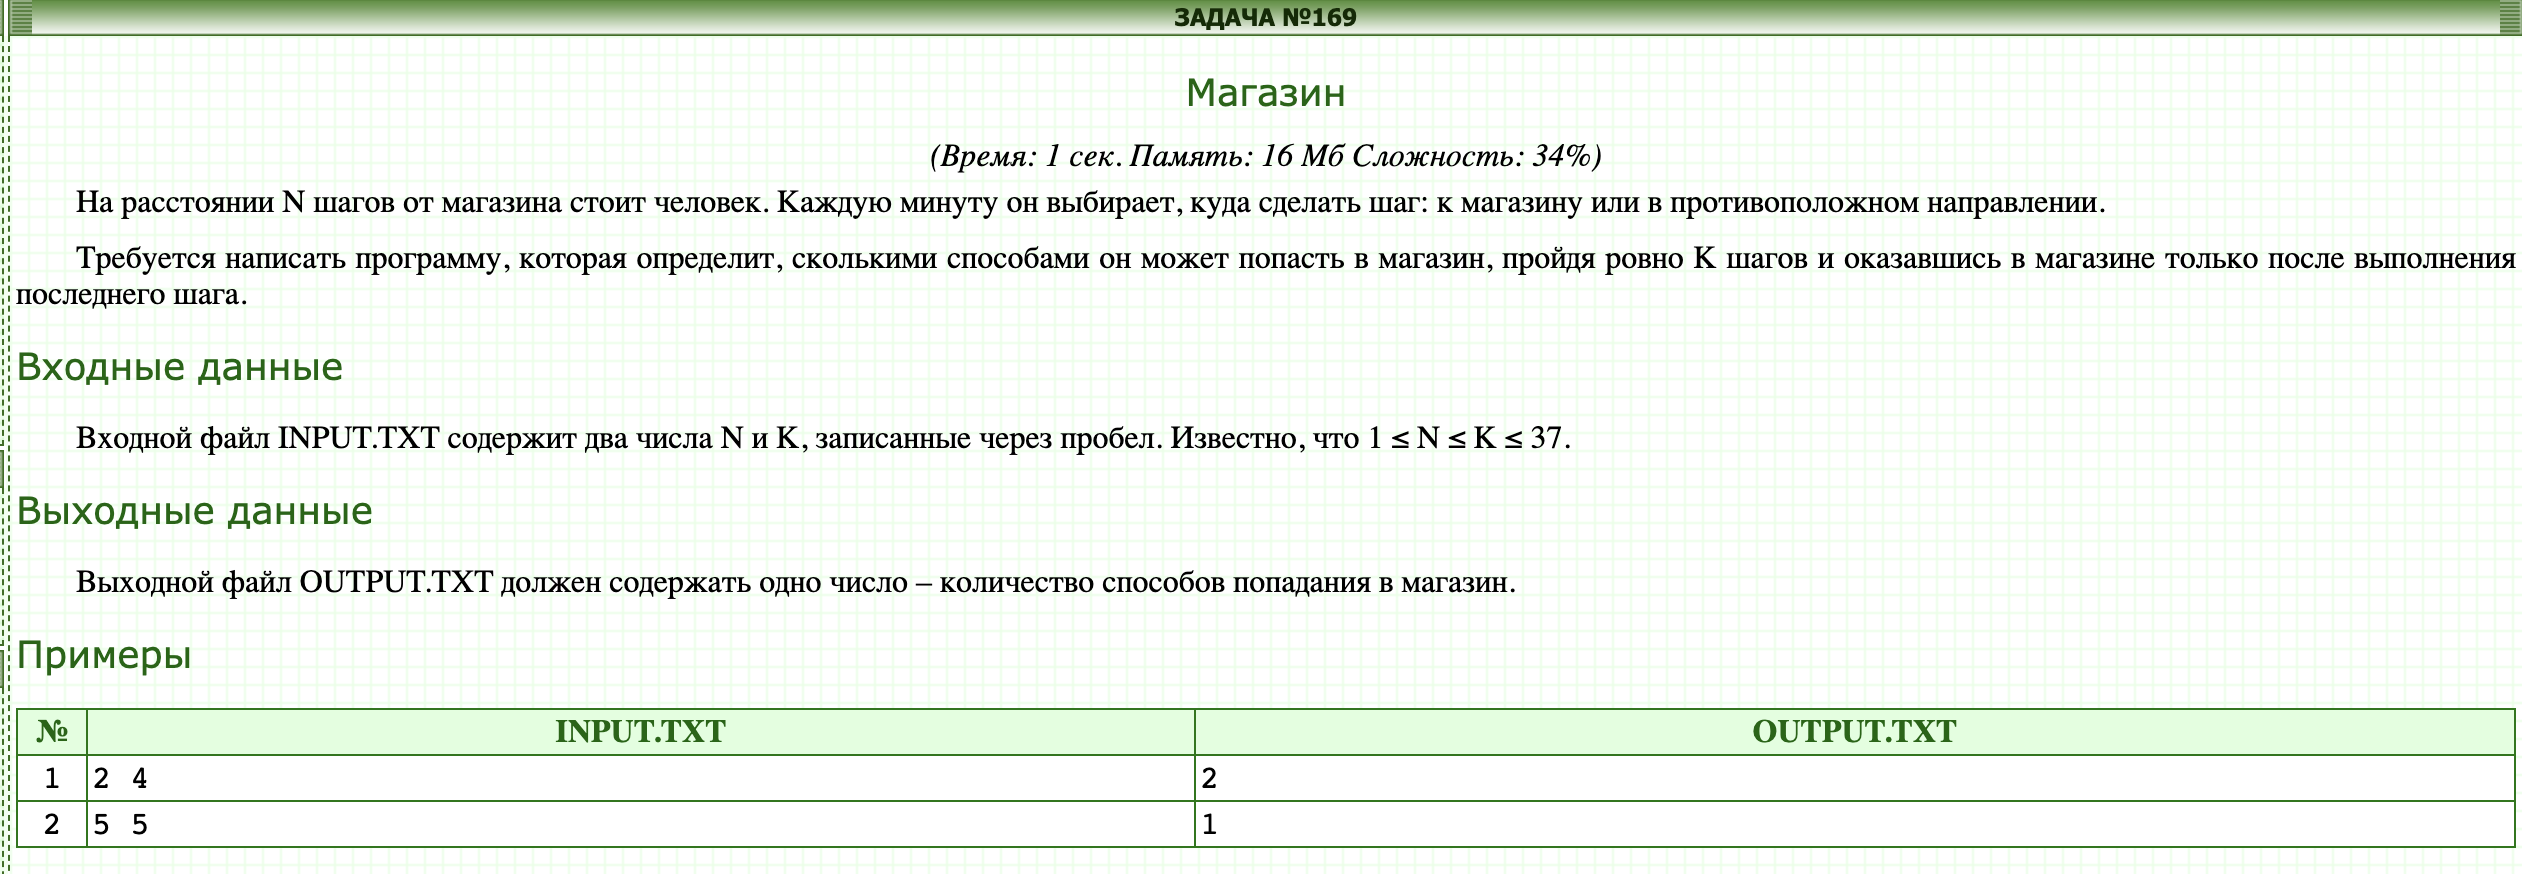 ЗАДАЧА №169
Магазин
(Время: 1 сек. Память: 16 Мб Сложность: 34%)
На расстоянии N шагов от магазина стоит человек. Каждую минуту он выбирает, куда сделать шаг: к магазину или в противоположном направлении.
Требуется написать программу, которая определит, сколькими способами он может попасть в магазин, пройдя ровно K шагов и оказавшись в магазине только после выполнения
последнего шага.
Входные данные
Входной файл INPUT.TXT содержит два числа N и K, записанные через пробел. Известно, что 1 ≤ N ≤ K ≤ 37.
Выходные данные
Выходной файл OUTPUT.TXT должен содержать одно число – количество способов попадания в магазин.
Примеры
№ INPUT.TXT OUTPUT.TXT
1 2 4 2
2 5 5 1